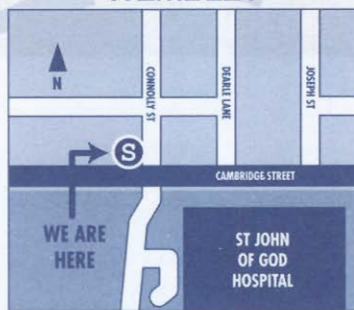 N
CONNOLLY ST
DEARLE LANE
JOSEPH ST
S
CAMBRIDGE STREET
WE ARE
HERE
ST JOHN
OF GOD
HOSPITAL